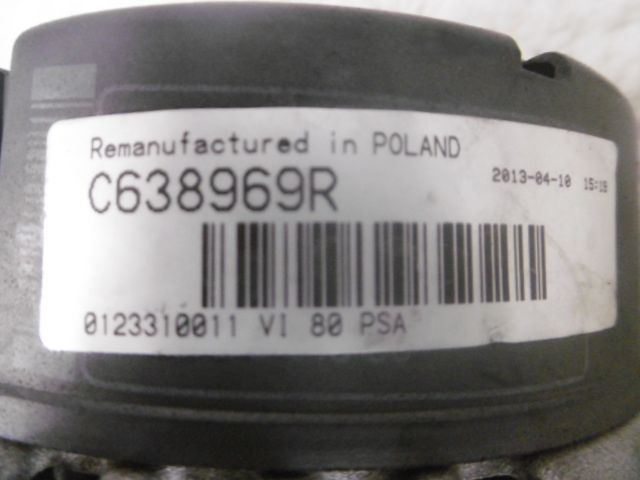 Remanufactured in POLAND
C638969R
2013-04-10 15:19
0123310011 VI 80 PSA